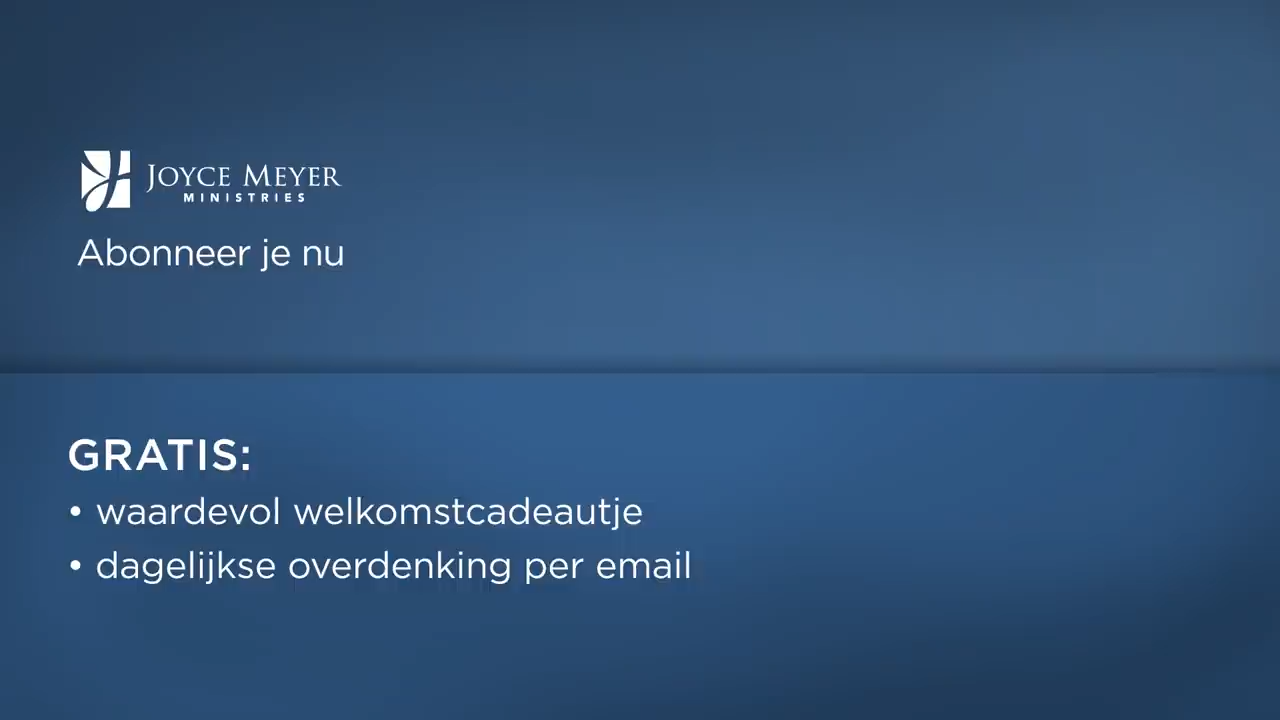 JOYCE MEYER
MINISTRIES
Abonneer je nu
GRATIS:
• waardevol welkomstcadeautje
• dagelijkse overdenking per email